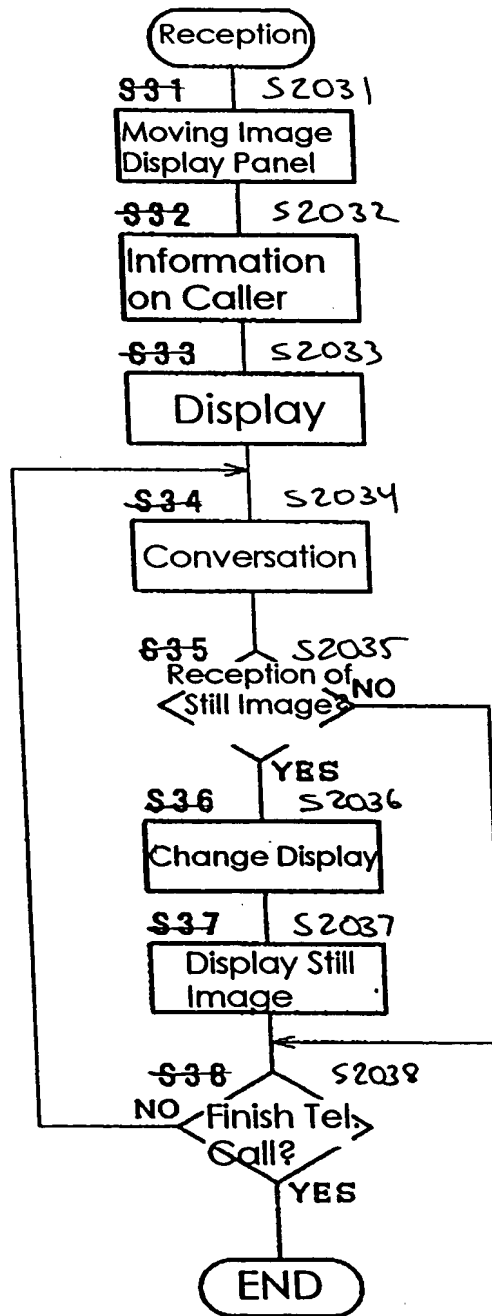 Reception
S31 S2031
Moving Image
Display Panel
S32 S2032
Information
on Caller
S33 S2033
Display
S34 S2034
Conversation
S35 S2035
Reception of
Still Image?
NO
YES
S36 S2036
Change Display
S37 S2037
Display Still
Image
S38 S2038
NO
Finish Tel.
Call?
YES
END